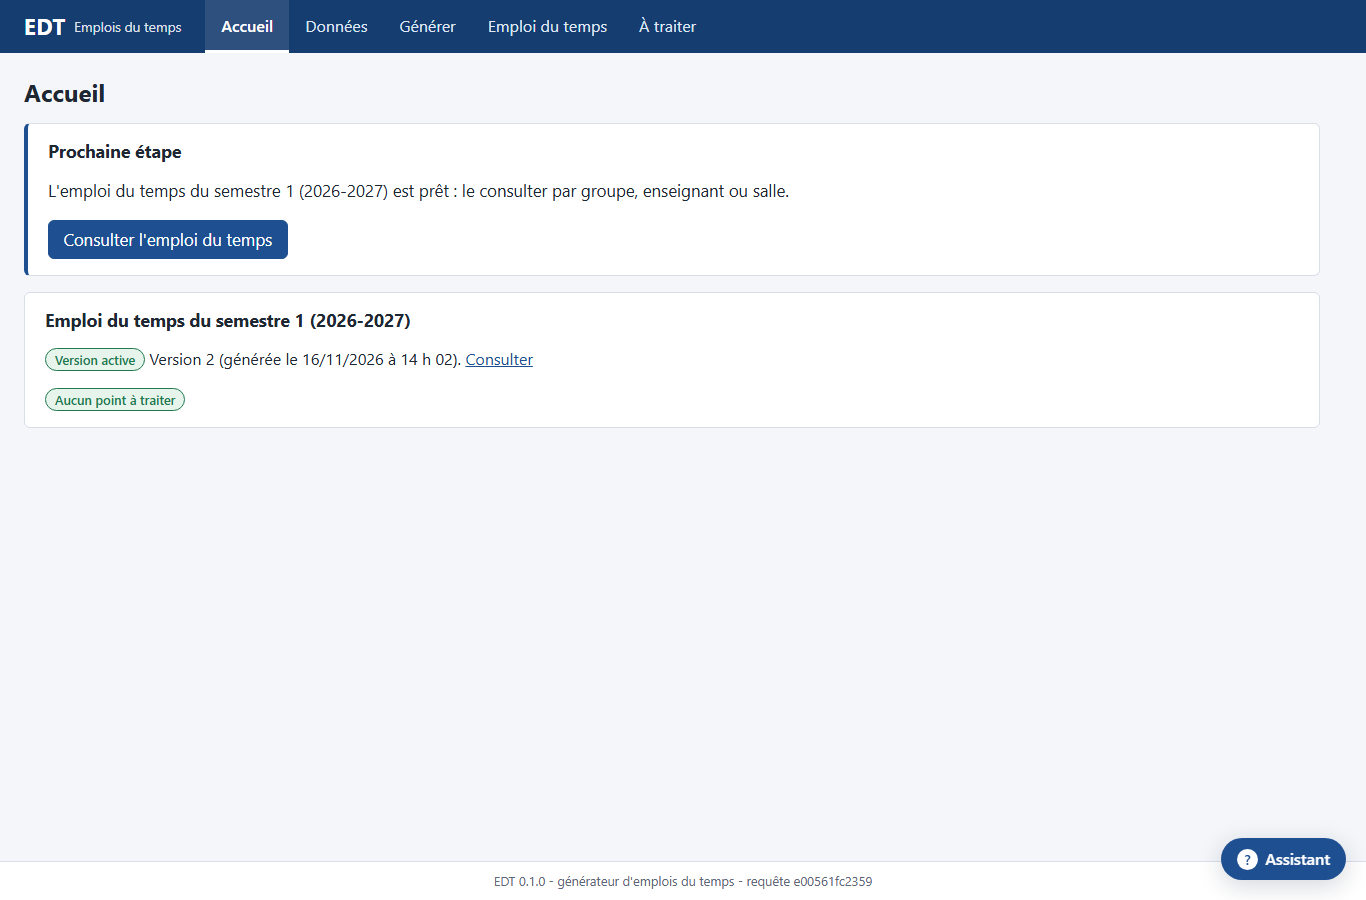 EDT Emplois du temps Accueil Données Générer Emploi du temps À traiter
Accueil
Prochaine étape
L'emploi du temps du semestre 1 (2026-2027) est prêt : le consulter par groupe, enseignant ou salle.
Consulter l'emploi du temps
Emploi du temps du semestre 1 (2026-2027)
Version active Version 2 (générée le 16/11/2026 à 14 h 02). Consulter
Aucun point à traiter
? Assistant
EDT 0.1.0 - générateur d'emplois du temps - requête e00561fc2359